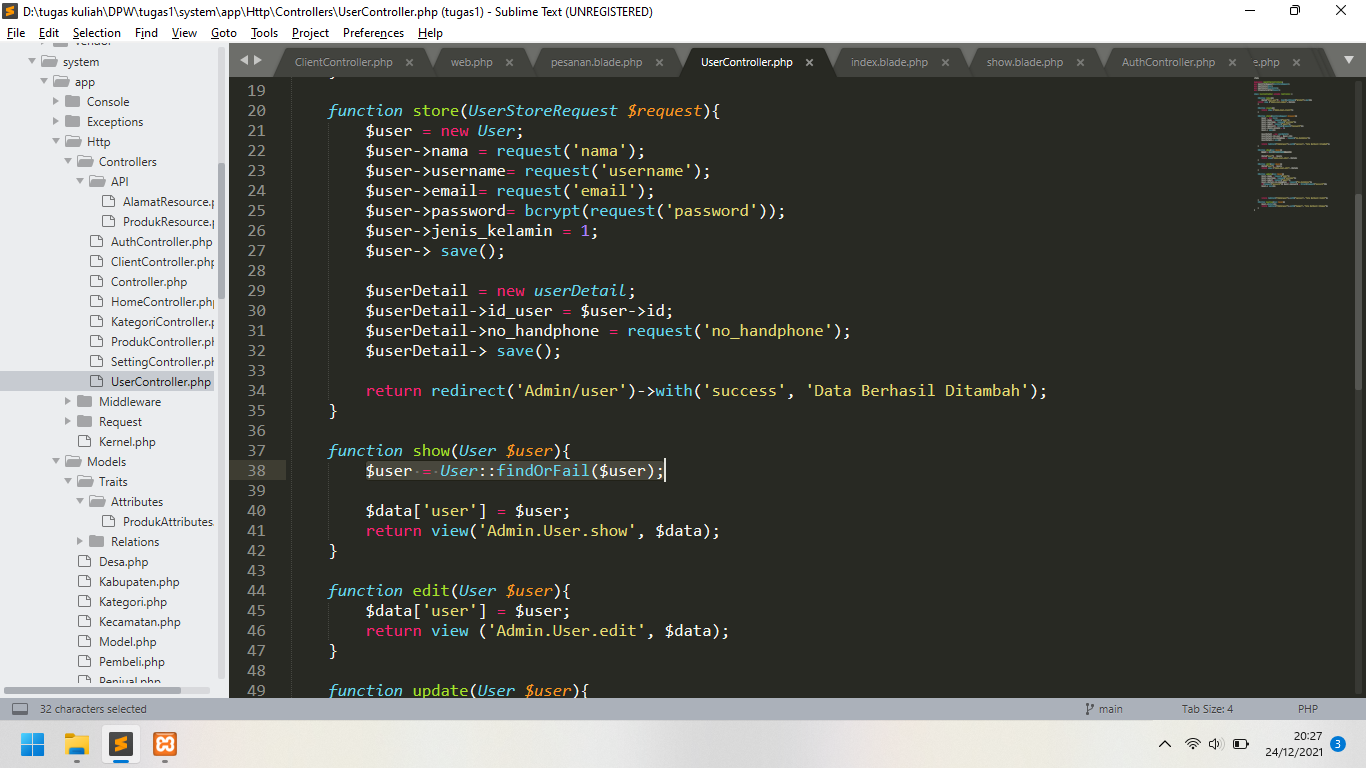 D:\tugas kuliah\DPW\tugas1\system\app\Http\Controllers\UserController.php (tugas1) - Sublime Text (UNREGISTERED)
File Edit Selection Find View Goto Tools Project Preferences Help
system
app
Console
Exceptions
Http
Controllers
API
AlamatResource.p
ProdukResource.p
AuthController.php
ClientController.php
Controller.php
HomeController.php
KategoriController.p
ProdukController.ph
SettingController.ph
UserController.php
Middleware
Request
Kernel.php
Models
Traits
Attributes
ProdukAttributes.
Relations
Desa.php
Kabupaten.php
Kategori.php
Kecamatan.php
Model.php
Pembeli.php
Penjual.php
ClientController.php web.php pesanan.blade.php UserController.php index.blade.php show.blade.php AuthController.php e.php
19
20 function store(UserStoreRequest $request){
21 $user = new User;
22 $user->nama = request('nama');
23 $user->username= request('username');
24 $user->email= request('email');
25 $user->password= bcrypt(request('password'));
26 $user->jenis_kelamin = 1;
27 $user-> save();
28
29 $userDetail = new userDetail;
30 $userDetail->id_user = $user->id;
31 $userDetail->no_handphone = request('no_handphone');
32 $userDetail-> save();
33
34 return redirect('Admin/user')->with('success', 'Data Berhasil Ditambah');
35 }
36
37 function show(User $user){
38 $user = User::findOrFail($user);
39
40 $data['user'] = $user;
41 return view('Admin.User.show', $data);
42 }
43
44 function edit(User $user){
45 $data['user'] = $user;
46 return view ('Admin.User.edit', $data);
47 }
48
49 function update(User $user){
32 characters selected main Tab Size: 4 PHP
20:27
24/12/2021
3